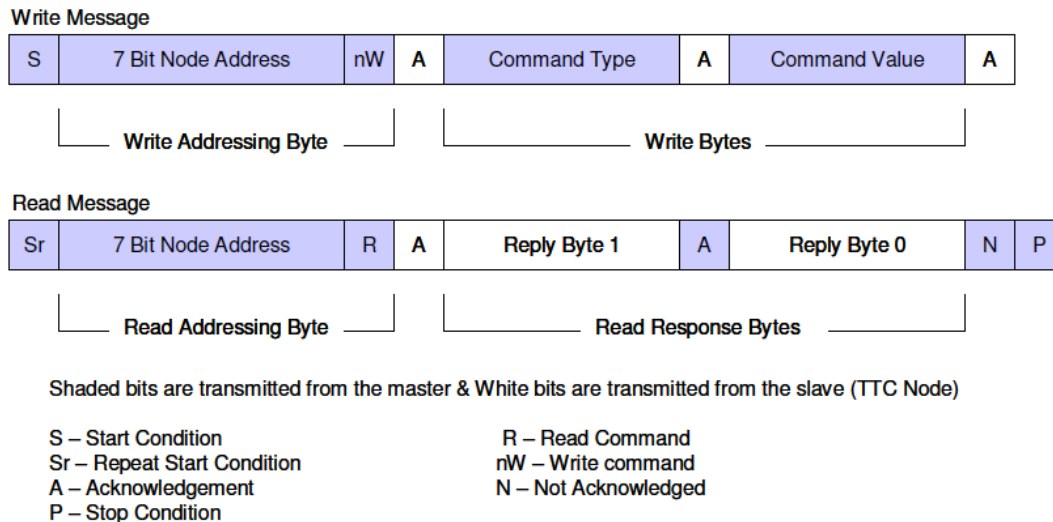 Write Message
S 7 Bit Node Address nW A Command Type A Command Value A
Write Addressing Byte Write Bytes
Read Message
Sr 7 Bit Node Address R A Reply Byte 1 A Reply Byte 0 N P
Read Addressing Byte Read Response Bytes
Shaded bits are transmitted from the master & White bits are transmitted from the slave (TTC Node)
S – Start Condition R – Read Command
Sr – Repeat Start Condition nW – Write command
A – Acknowledgement N – Not Acknowledged
P – Stop Condition